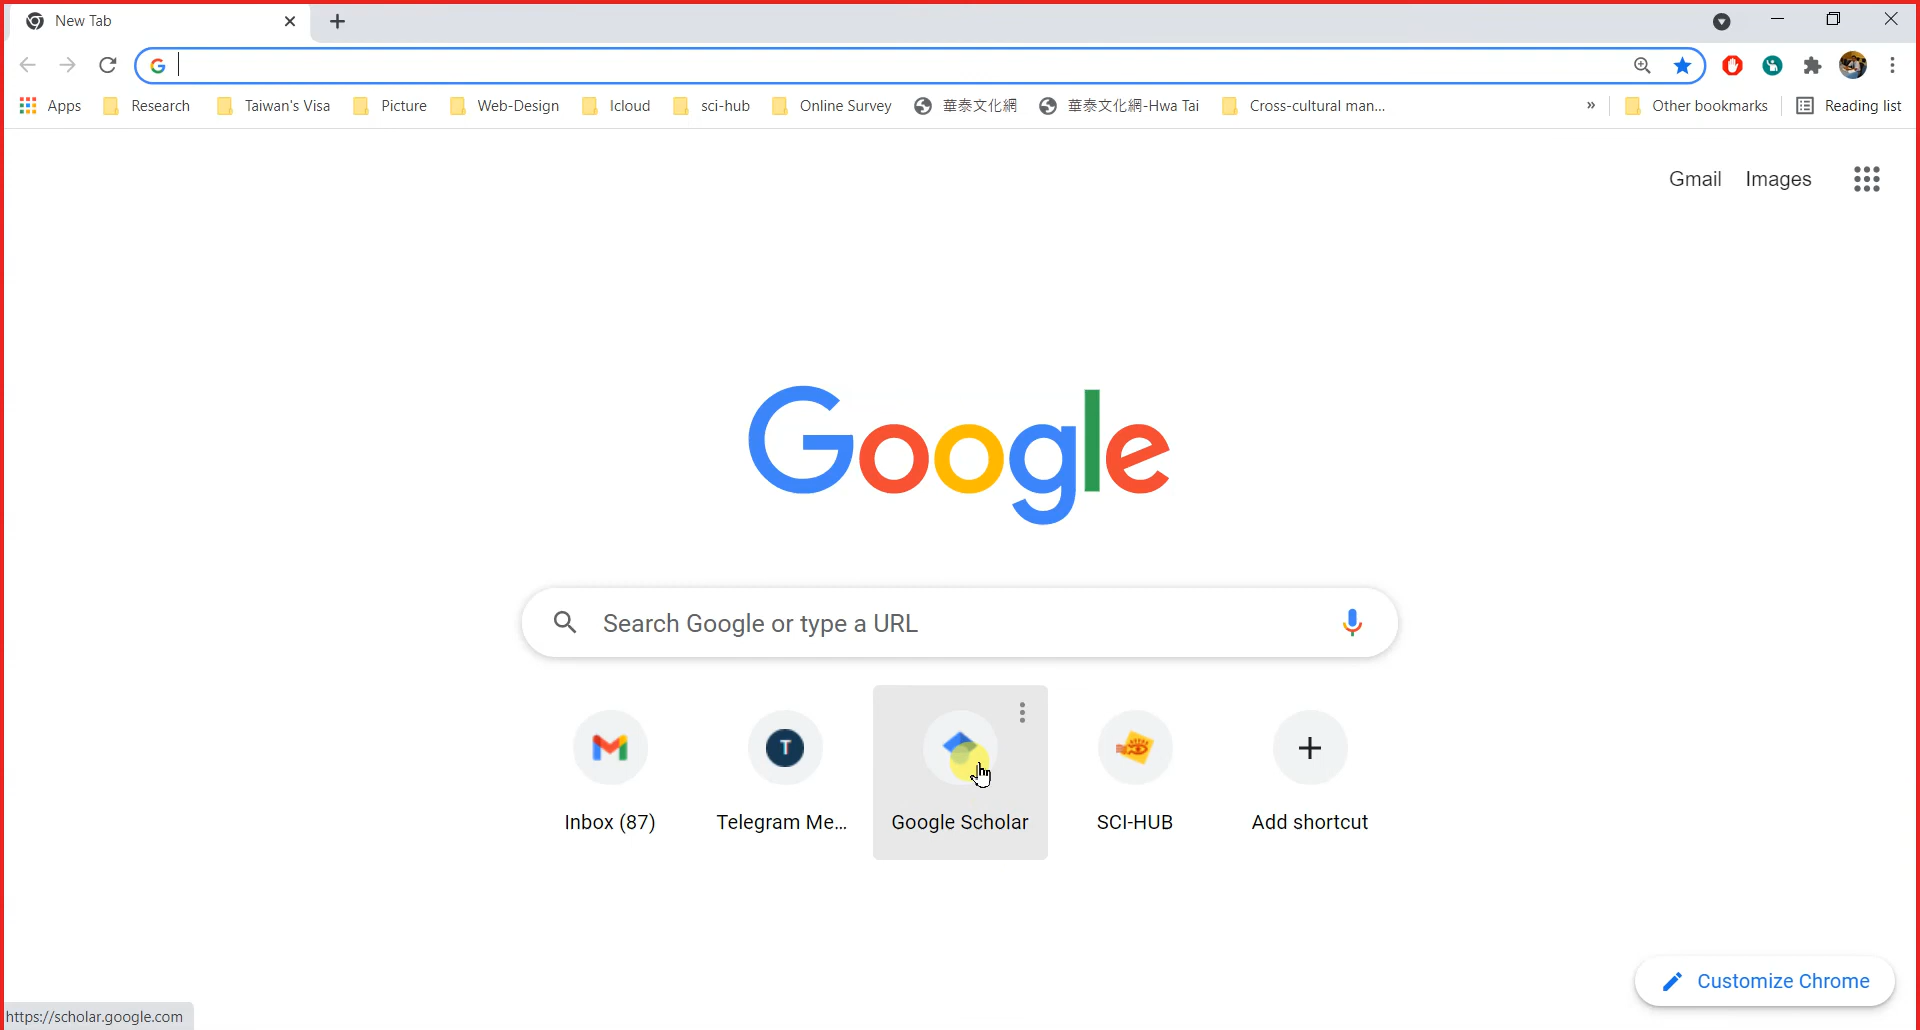 New Tab
Apps Research Taiwan's Visa Picture Web-Design Icloud sci-hub Online Survey 華泰文化網 華泰文化網-Hwa Tai Cross-cultural man... » Other bookmarks Reading list
Gmail Images
Google
Search Google or type a URL
T
Inbox (87) Telegram Me... Google Scholar SCI-HUB Add shortcut
Customize Chrome
https://scholar.google.com